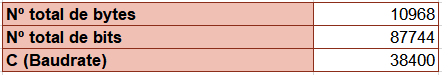 Nº total de bytes 10968
Nº total de bits 87744
C (Baudrate) 38400